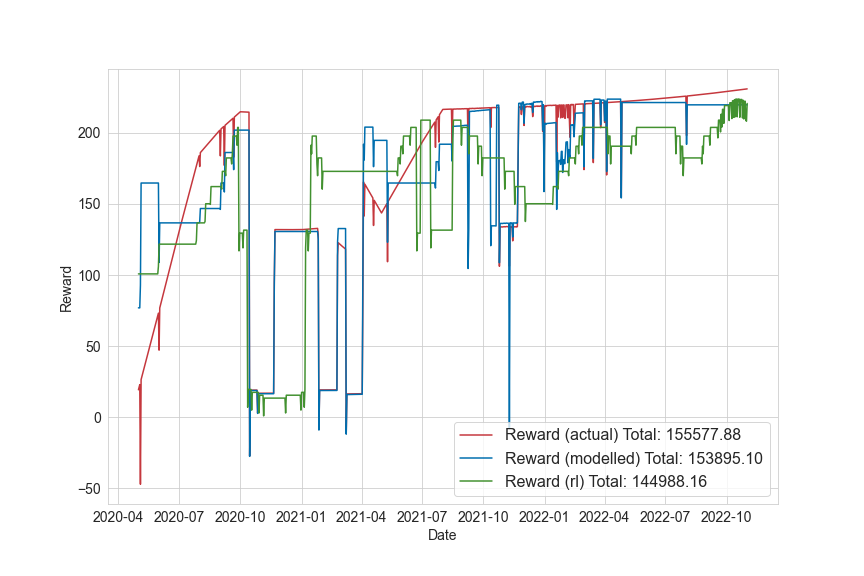 200
150
100
50
0
−50
Reward
2020-04 2020-07 2020-10 2021-01 2021-04 2021-07 2021-10 2022-01 2022-04 2022-07 2022-10
Date
Reward (actual) Total: 155577.88
Reward (modelled) Total: 153895.10
Reward (rl) Total: 144988.16